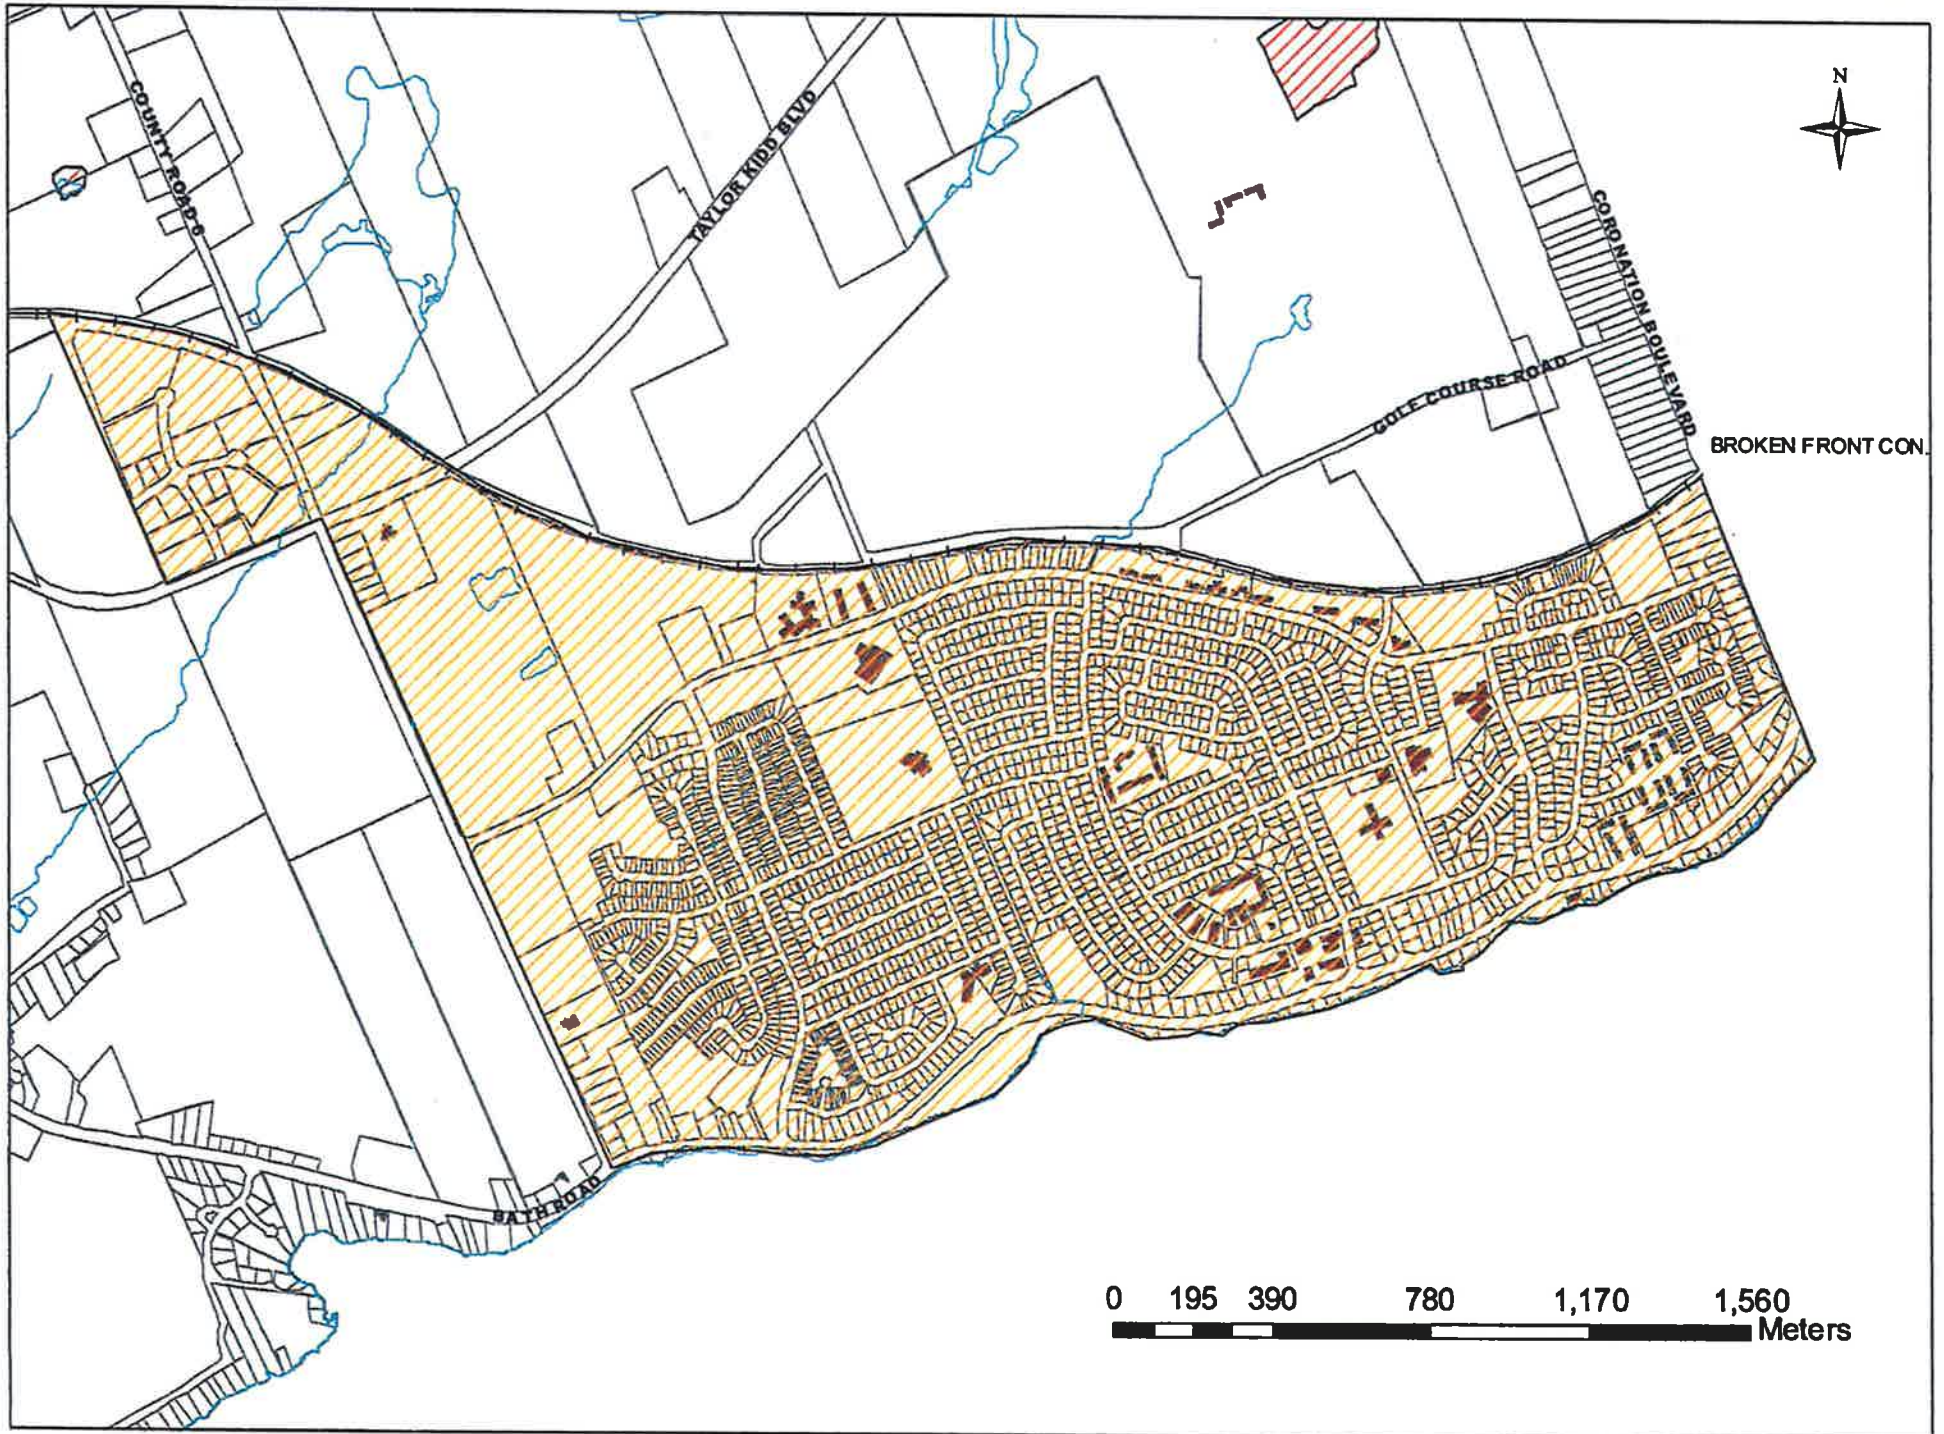 N
COUNTY ROAD 6
TAYLOR KIDD BLVD
CORONATION BOULEVARD
GOLF COURSE ROAD
BROKEN FRONT CON.
BATH ROAD
0 195 390 780 1,170 1,560
Meters